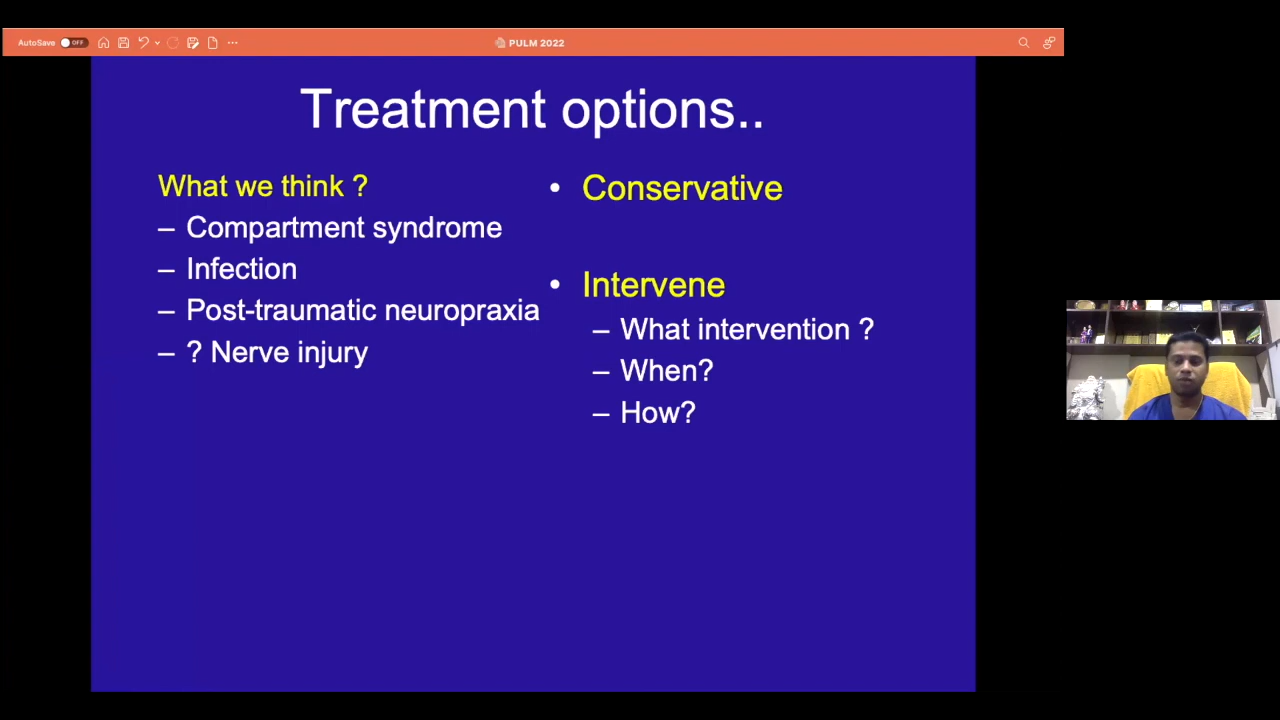 AutoSave OFF
PULM 2022
Treatment options..
What we think ?
– Compartment syndrome
– Infection
– Post-traumatic neuropraxia
– ? Nerve injury
• Conservative
• Intervene
– What intervention ?
– When?
– How?